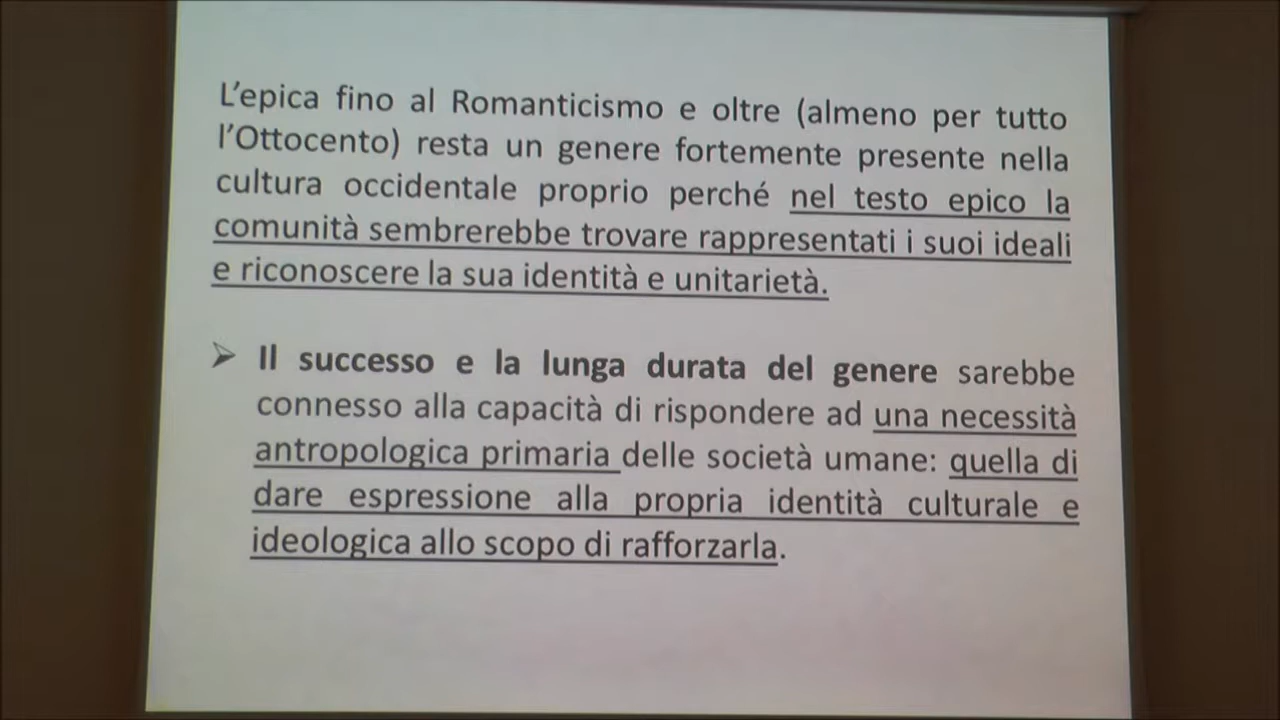 L'epica fino al Romanticismo e oltre (almeno per tutto
l'Ottocento) resta un genere fortemente presente nella
cultura occidentale proprio perché nel testo epico la
comunità sembrerebbe trovare rappresentati i suoi ideali
e riconoscere la sua identità e unitarietà.
➢ Il successo e la lunga durata del genere sarebbe
connesso alla capacità di rispondere ad una necessità
antropologica primaria delle società umane: quella di
dare espressione alla propria identità culturale e
ideologica allo scopo di rafforzarla.